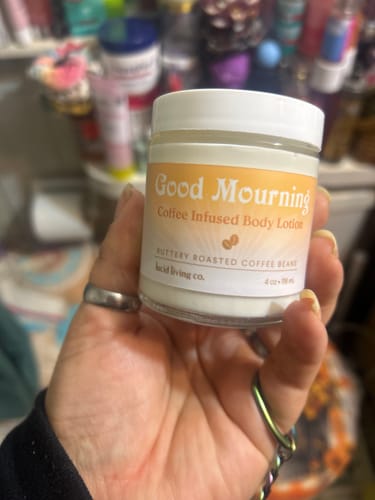 Good Mourning
Coffee Infused Body Lotion
BUTTERY ROASTED COFFEE BEANS
lucid living co.
4 oz • 118 mL